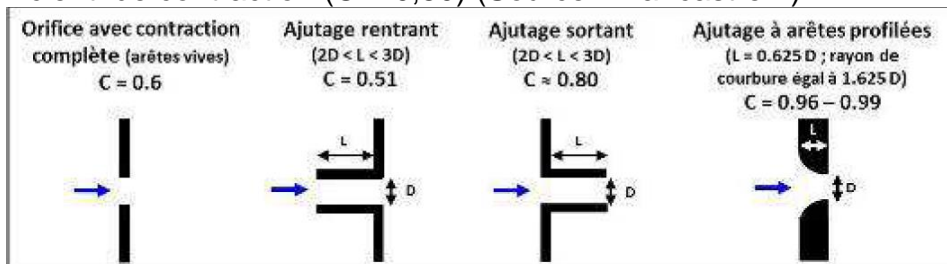 Orifice avec contraction
complète (arêtes vives)
C = 0.6
Ajutage rentrant
(2D < L < 3D)
C = 0.51
Ajutage sortant
(2D < L < 3D)
C ≈ 0.80
Ajutage à arêtes profilées
(L = 0.625 D ; rayon de
courbure égal à 1.625 D)
C = 0.96 – 0.99
L
D
L
D
L
D